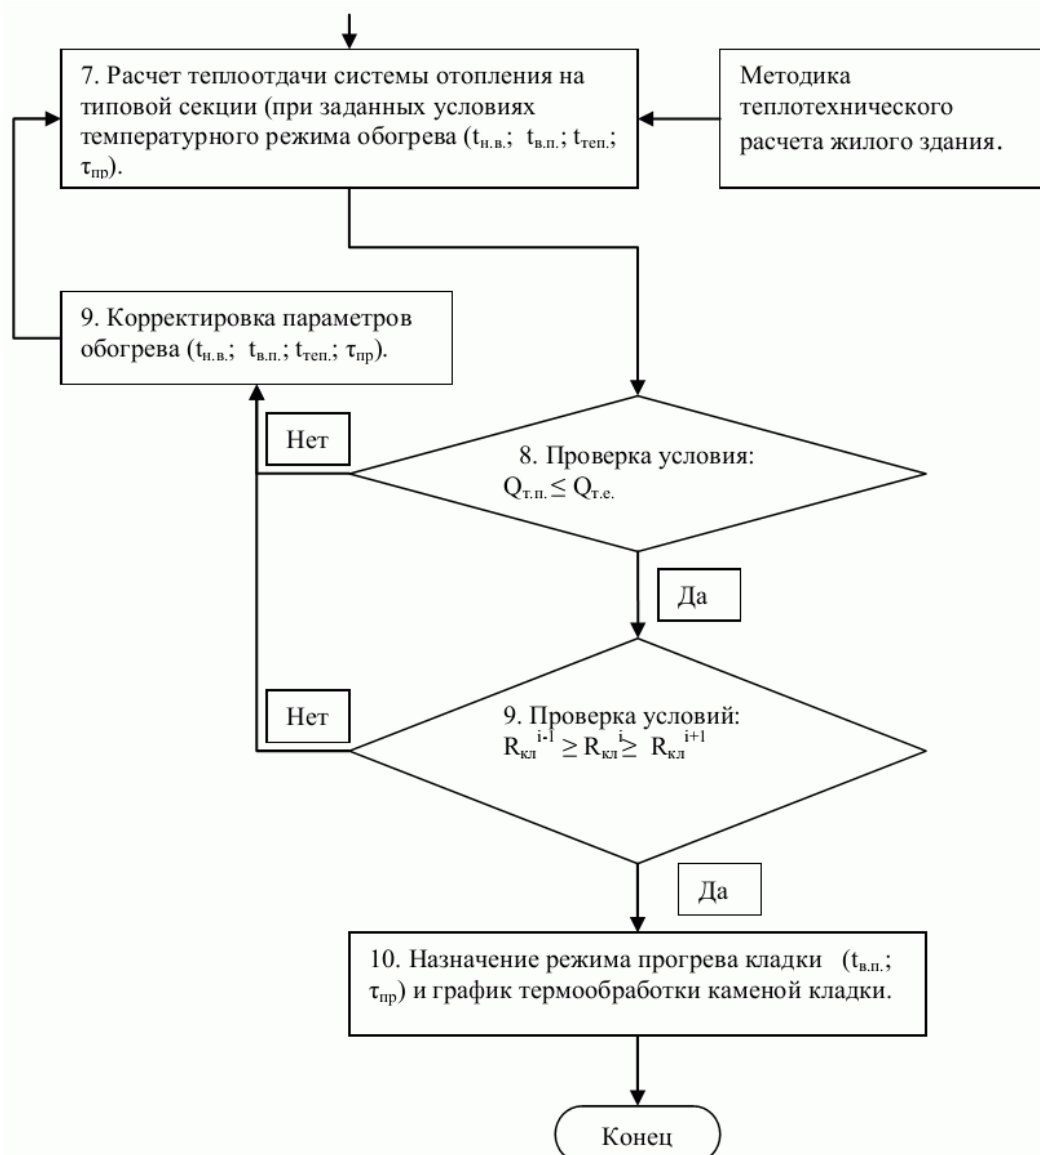 7. Расчет теплоотдачи системы отопления на
типовой секции (при заданных условиях
температурного режима обогрева (tн.в.; tв.п.; tтеп.;
τпр).
Методика
теплотехнического
расчета жилого здания.
9. Корректировка параметров
обогрева (tн.в.; tв.п.; tтеп.; τпр).
Нет
8. Проверка условия:
Qт.п. ≤ Qт.е.
Да
Нет
9. Проверка условий:
Rкл i-1 ≥ Rкл i ≥ Rкл i+1
Да
10. Назначение режима прогрева кладки (tв.п.;
τпр) и график термообработки каменой кладки.
Конец